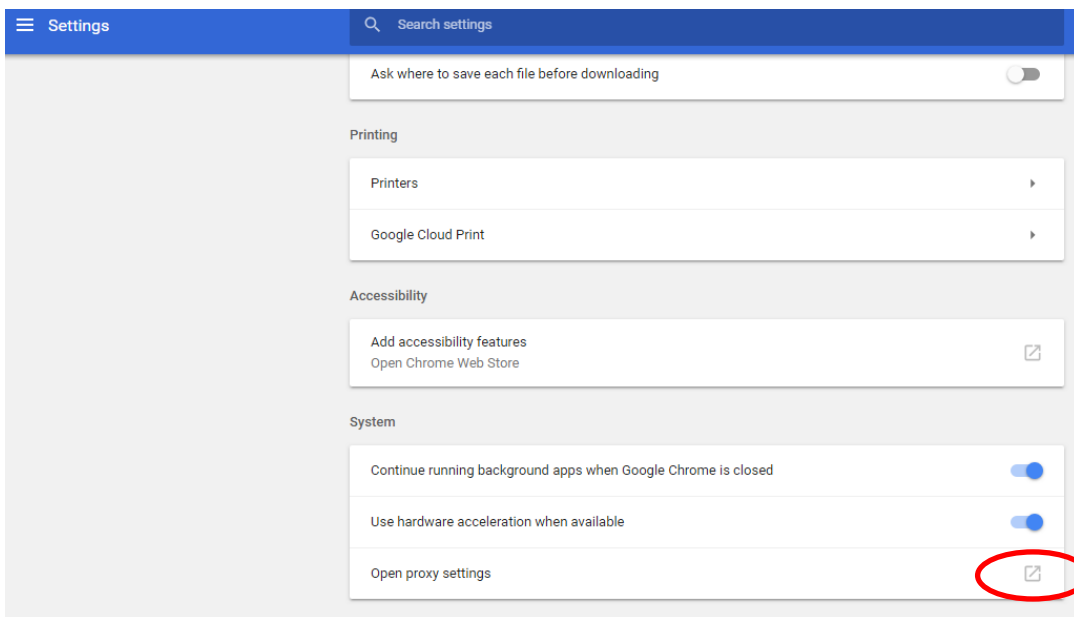 Settings
Search settings
Ask where to save each file before downloading
Printing
Printers
Google Cloud Print
Accessibility
Add accessibility features
Open Chrome Web Store
System
Continue running background apps when Google Chrome is closed
Use hardware acceleration when available
Open proxy settings